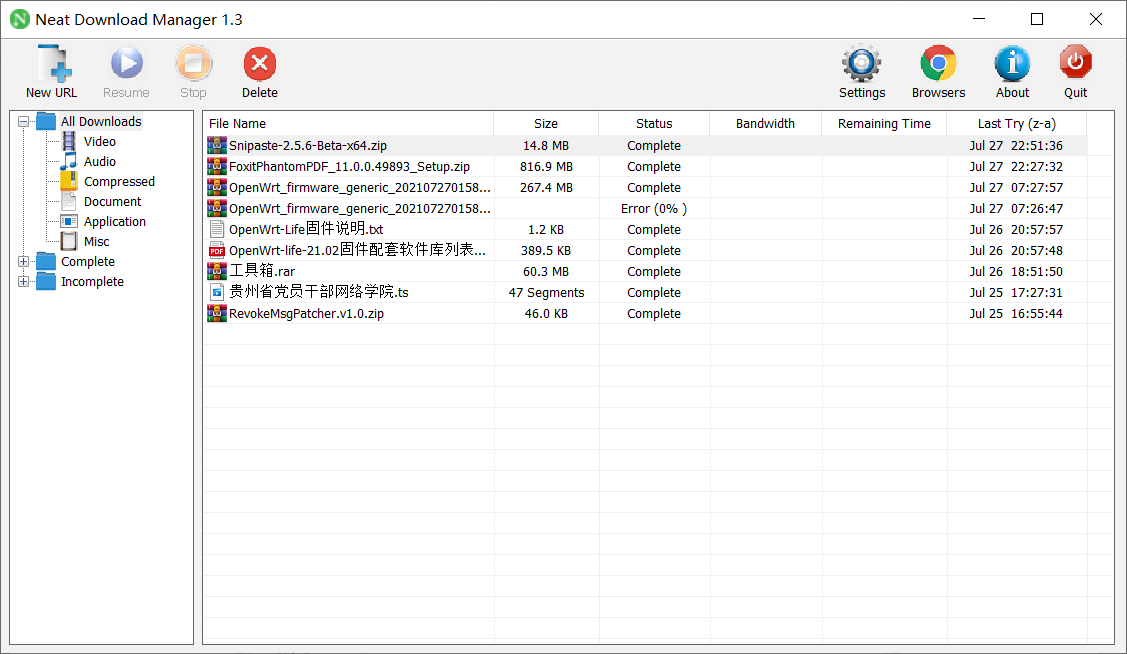 Neat Download Manager 1.3
New URL Resume Stop Delete Settings Browsers About Quit
All Downloads
Video
Audio
Compressed
Document
Application
Misc
Complete
Incomplete
File Name Size Status Bandwidth Remaining Time Last Try (z-a)
Snipaste-2.5.6-Beta-x64.zip 14.8 MB Complete Jul 27 22:51:36
FoxitPhantomPDF_11.0.0.49893_Setup.zip 816.9 MB Complete Jul 27 22:27:32
OpenWrt_firmware_generic_202107270158... 267.4 MB Complete Jul 27 07:27:57
OpenWrt_firmware_generic_202107270158... Error (0% ) Jul 27 07:26:47
OpenWrt-Life固件说明.txt 1.2 KB Complete Jul 26 20:57:57
PDF OpenWrt-life-21.02固件配套软件库列表... 389.5 KB Complete Jul 26 20:57:48
工具箱.rar 60.3 MB Complete Jul 26 18:51:50
贵州省党员干部网络学院.ts 47 Segments Complete Jul 25 17:27:31
RevokeMsgPatcher.v1.0.zip 46.0 KB Complete Jul 25 16:55:44